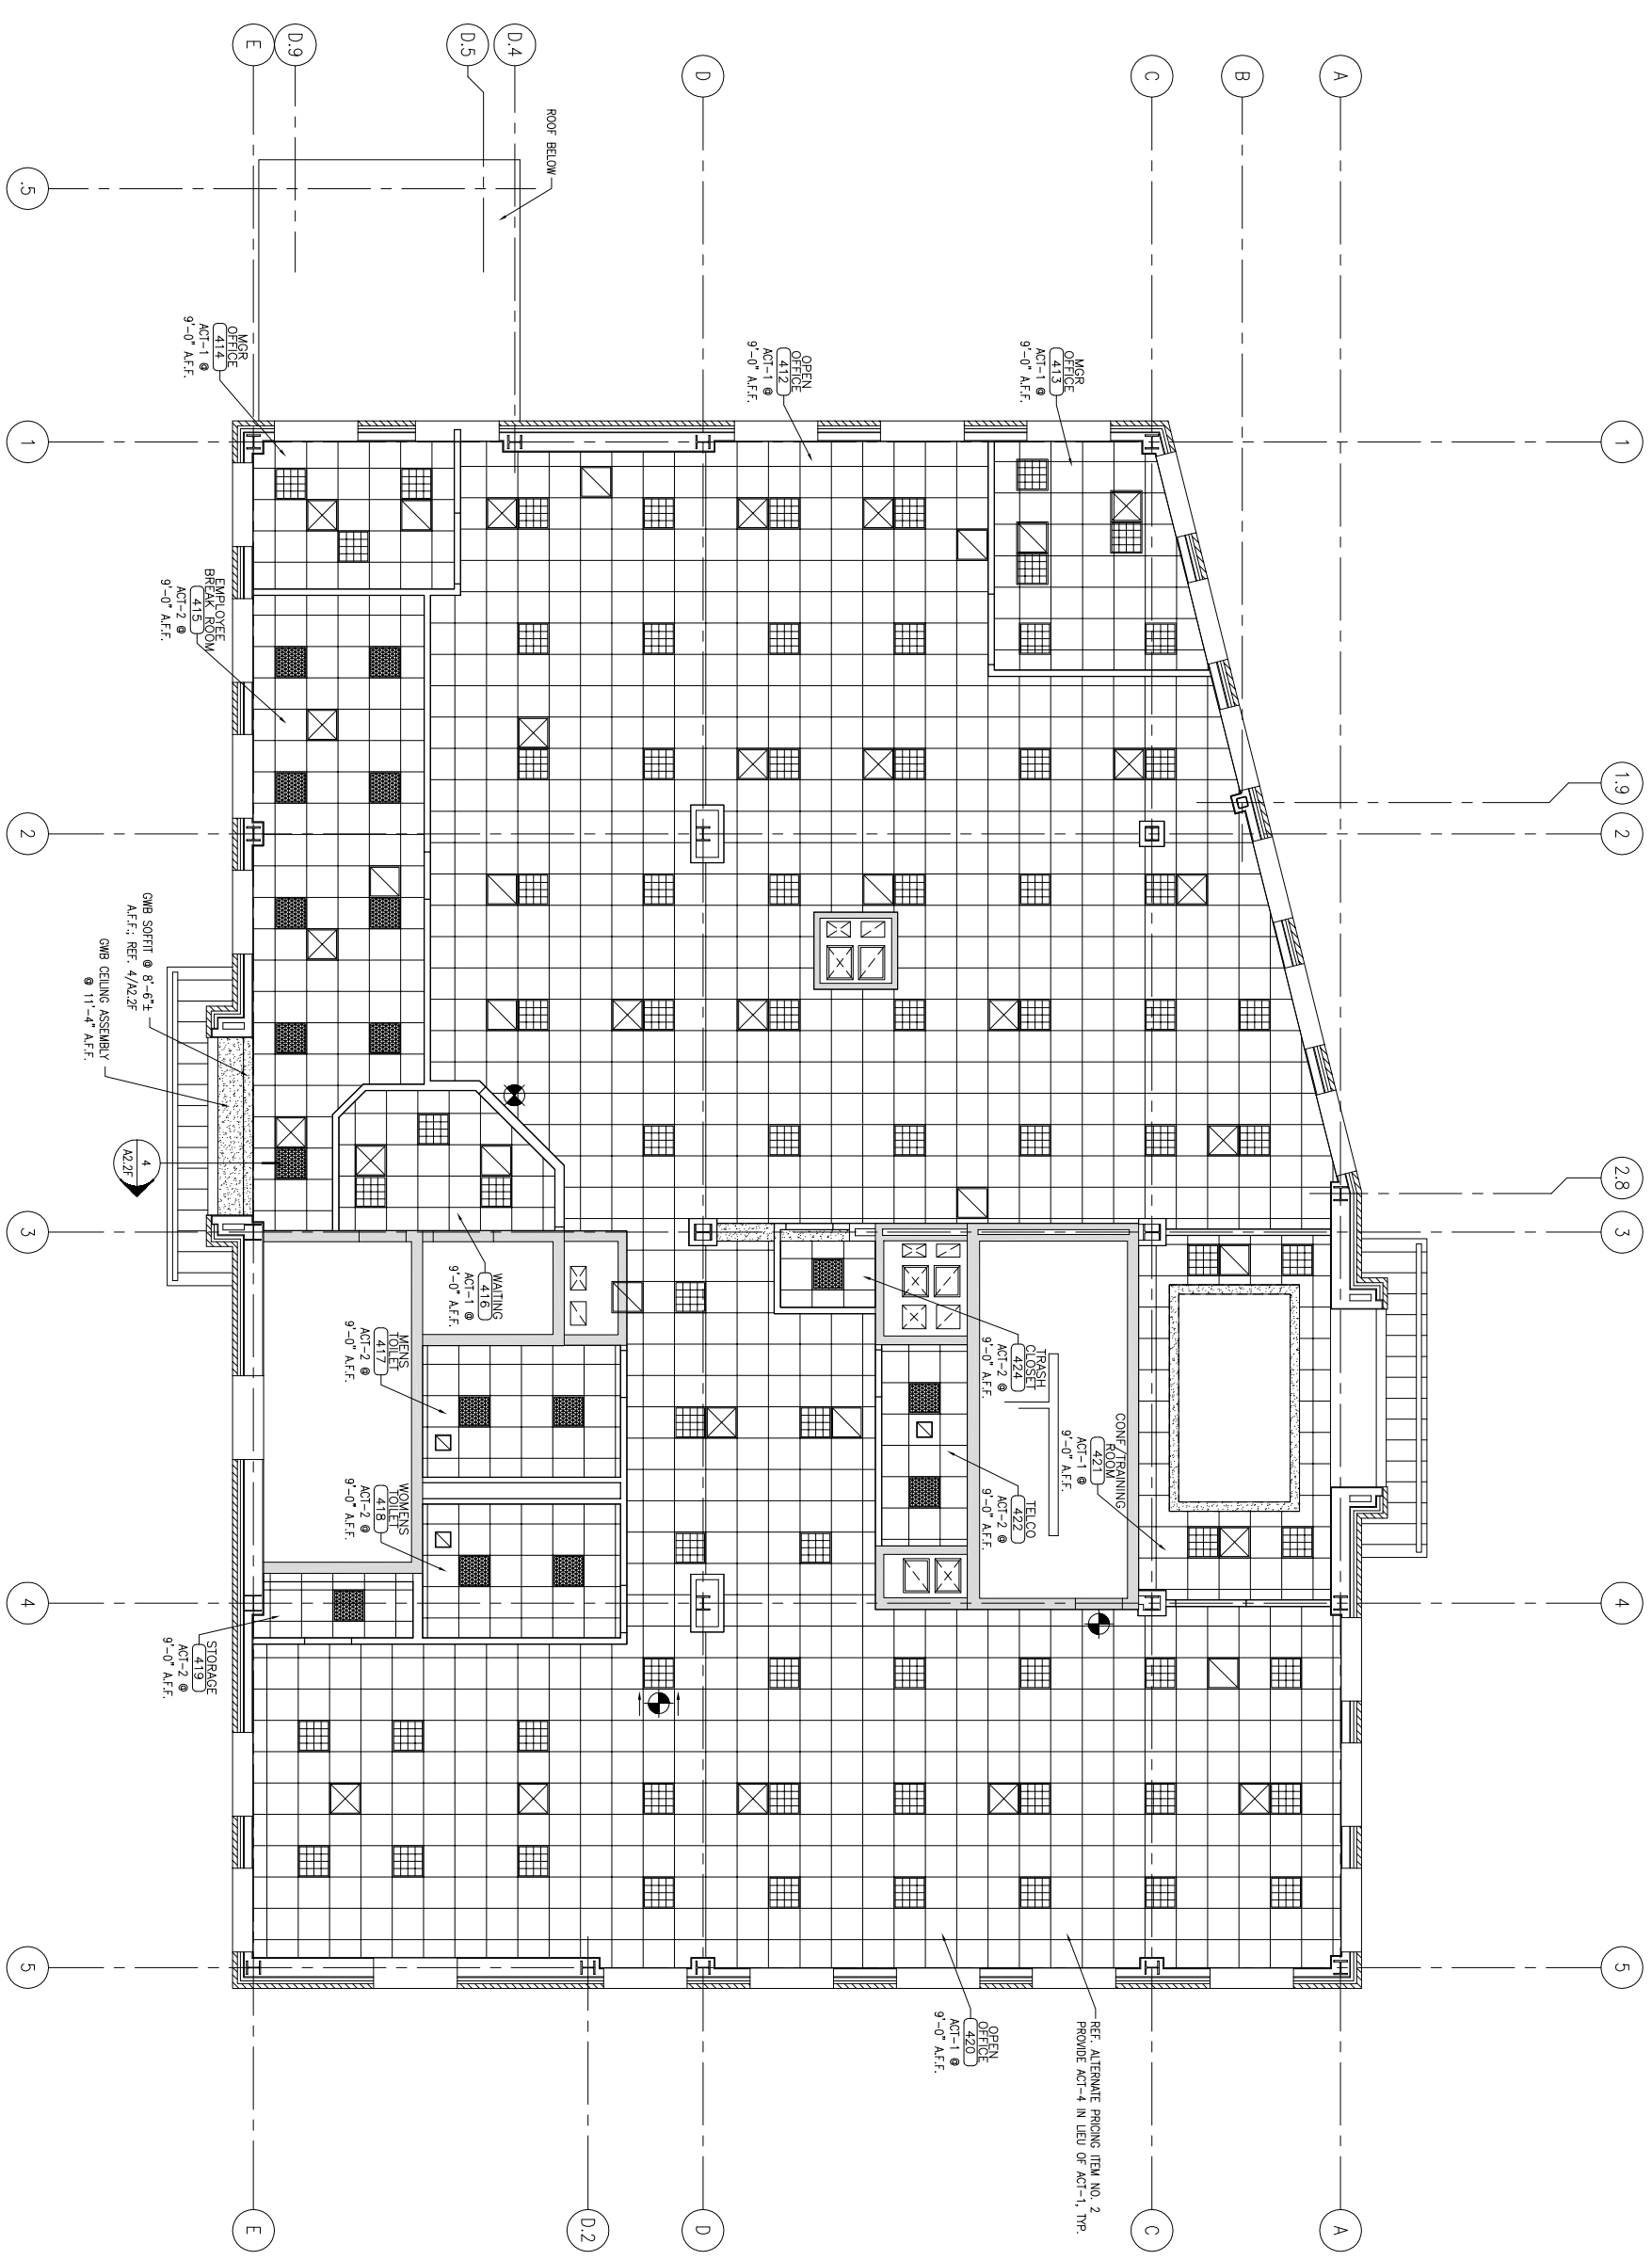 A
B
C
D
D.4
D.5
D.9
E
.5
ROOF BELOW
1
1
1.9
2
2
2.8
3
3
4
4
5
5
MGR
OFFICE
413
ACT-1 @
9'-0" A.F.F.
OPEN
OFFICE
412
ACT-1 @
9'-0" A.F.F.
MGR
OFFICE
414
ACT-1 @
9'-0" A.F.F.
EMPLOYEE
BREAK ROOM
415
ACT-2 @
9'-0" A.F.F.
GWB SOFFIT @ 8'-6"±
A.F.F.; REF. 4/A2.2F
GWB CEILING ASSEMBLY
@ 11'-4" A.F.F.
4
A2.2F
WAITING
416
ACT-1 @
9'-0" A.F.F.
MENS
TOILET
417
ACT-2 @
9'-0" A.F.F.
WOMENS
TOILET
418
ACT-2 @
9'-0" A.F.F.
STORAGE
419
ACT-2 @
9'-0" A.F.F.
TRASH
CLOSET
424
ACT-2 @
9'-0" A.F.F.
CONF/TRAINING
ROOM
421
ACT-1 @
9'-0" A.F.F.
TELCO
422
ACT-2 @
9'-0" A.F.F.
REF. ALTERNATE PRICING ITEM NO. 2
PROVIDE ACT-4 IN LIEU OF ACT-1, TYP.
OPEN
OFFICE
420
ACT-1 @
9'-0" A.F.F.
A
C
D
D.2
E